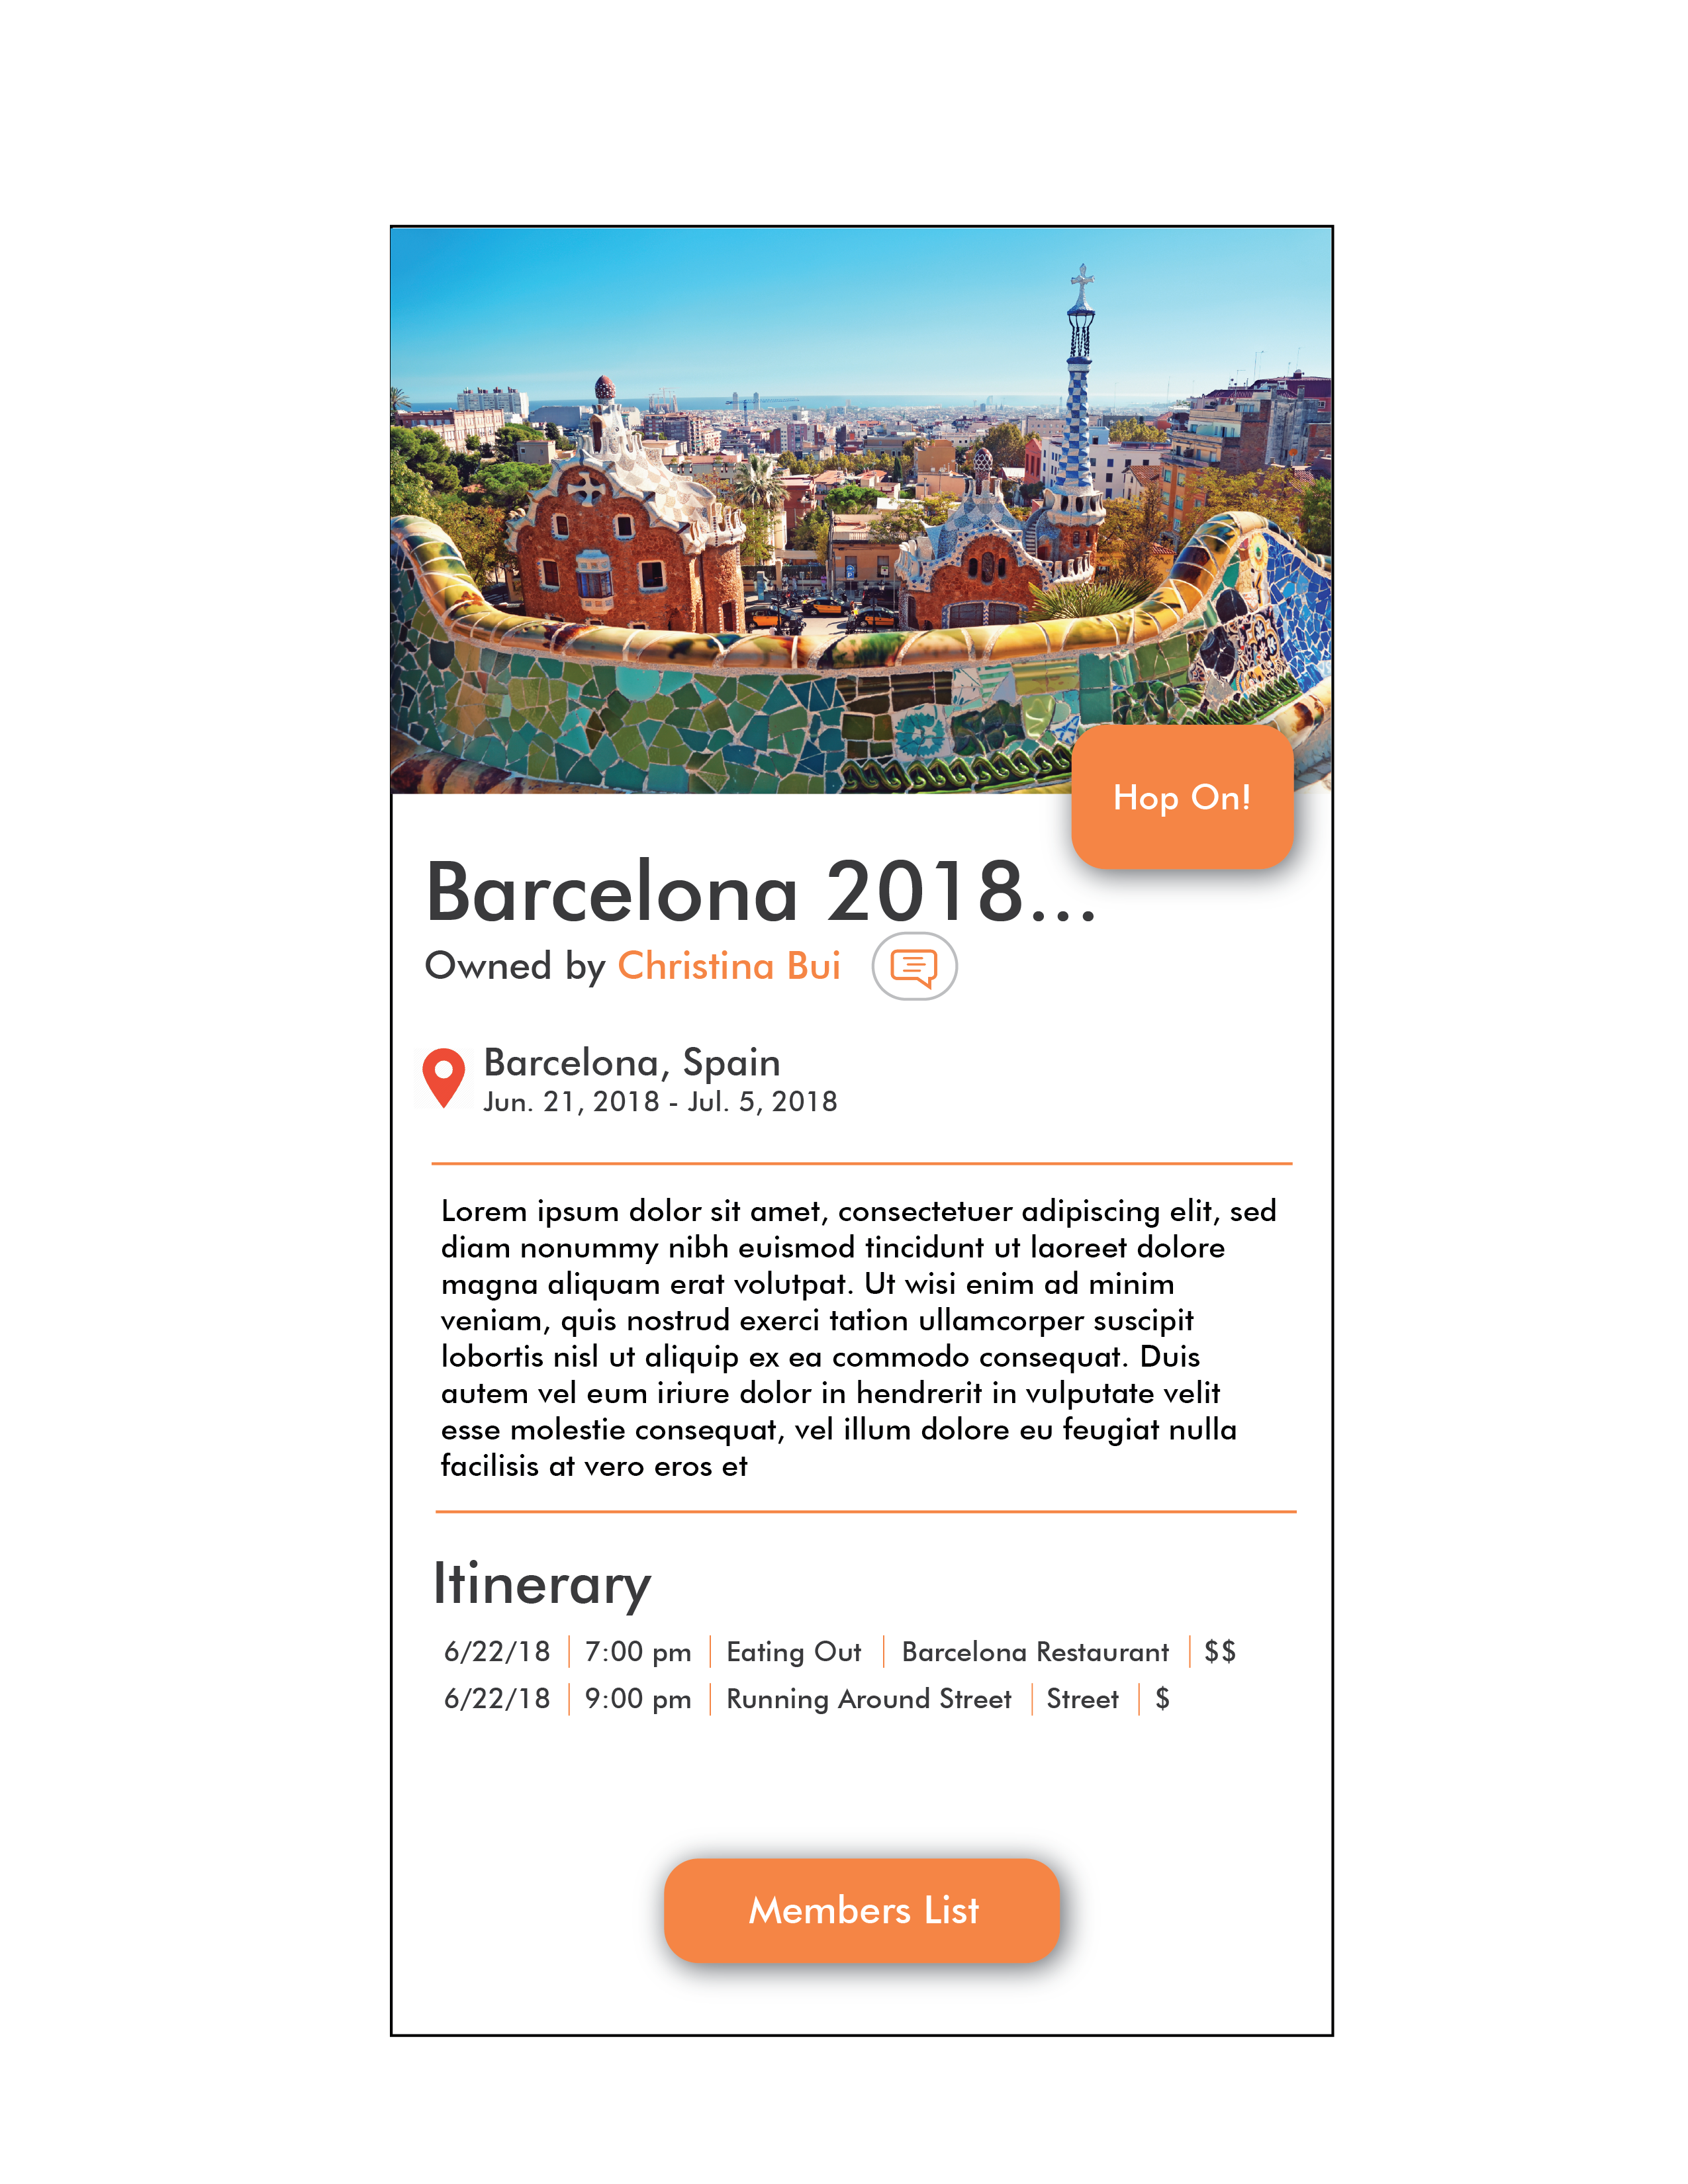 Hop On!
Barcelona 2018...
Owned by Christina Bui
Barcelona, Spain
Jun. 21, 2018 - Jul. 5, 2018
Lorem ipsum dolor sit amet, consectetuer adipiscing elit, sed
diam nonummy nibh euismod tincidunt ut laoreet dolore
magna aliquam erat volutpat. Ut wisi enim ad minim
veniam, quis nostrud exerci tation ullamcorper suscipit
lobortis nisl ut aliquip ex ea commodo consequat. Duis
autem vel eum iriure dolor in hendrerit in vulputate velit
esse molestie consequat, vel illum dolore eu feugiat nulla
facilisis at vero eros et
Itinerary
6/22/18 | 7:00 pm | Eating Out | Barcelona Restaurant | $$
6/22/18 | 9:00 pm | Running Around Street | Street | $
Members List